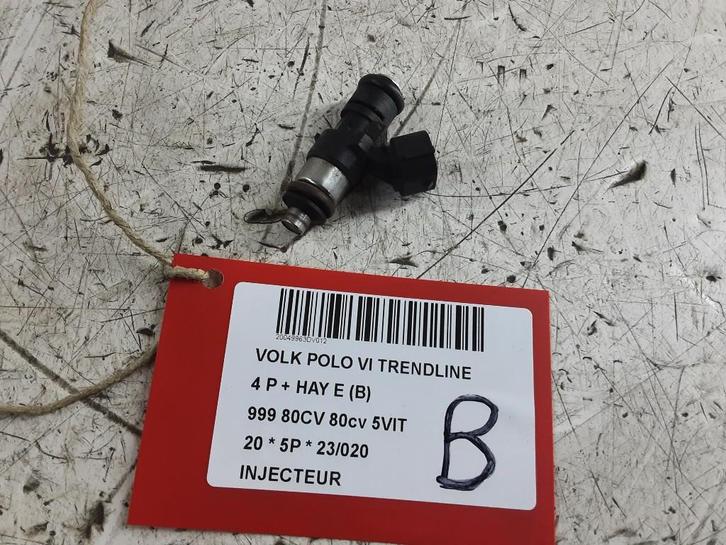 20049963DV012
VOLK POLO VI TRENDLINE
4 P + HAY E (B)
999 80CV 80cv 5VIT
20 * 5P * 23/020
INJECTEUR
B